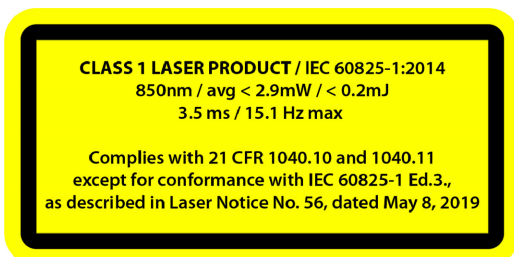 CLASS 1 LASER PRODUCT / IEC 60825-1:2014
850nm / avg < 2.9mW / < 0.2mJ
3.5 ms / 15.1 Hz max
Complies with 21 CFR 1040.10 and 1040.11
except for conformance with IEC 60825-1 Ed.3.,
as described in Laser Notice No. 56, dated May 8, 2019